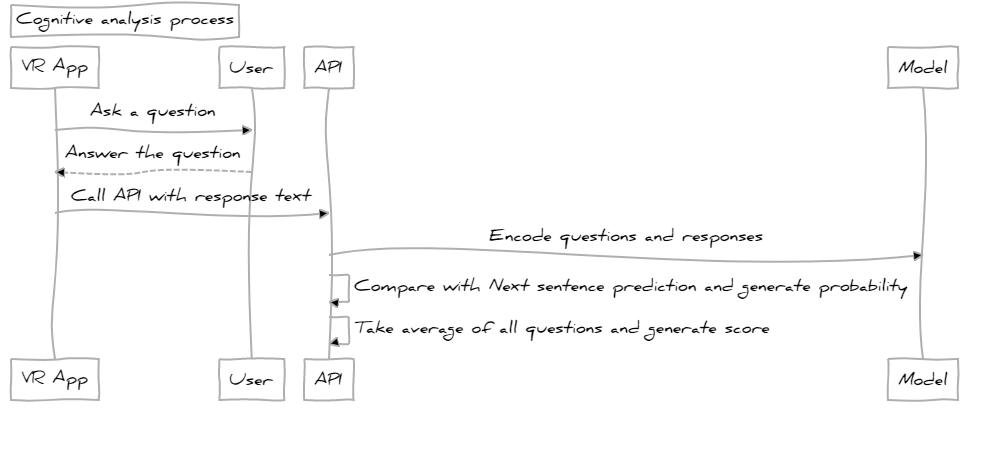 Cognitive analysis process
VR App
User
API
Model
Ask a question
Answer the question
Call API with response text
Encode questions and responses
Compare with Next sentence prediction and generate probability
Take average of all questions and generate score
VR App
User
API
Model